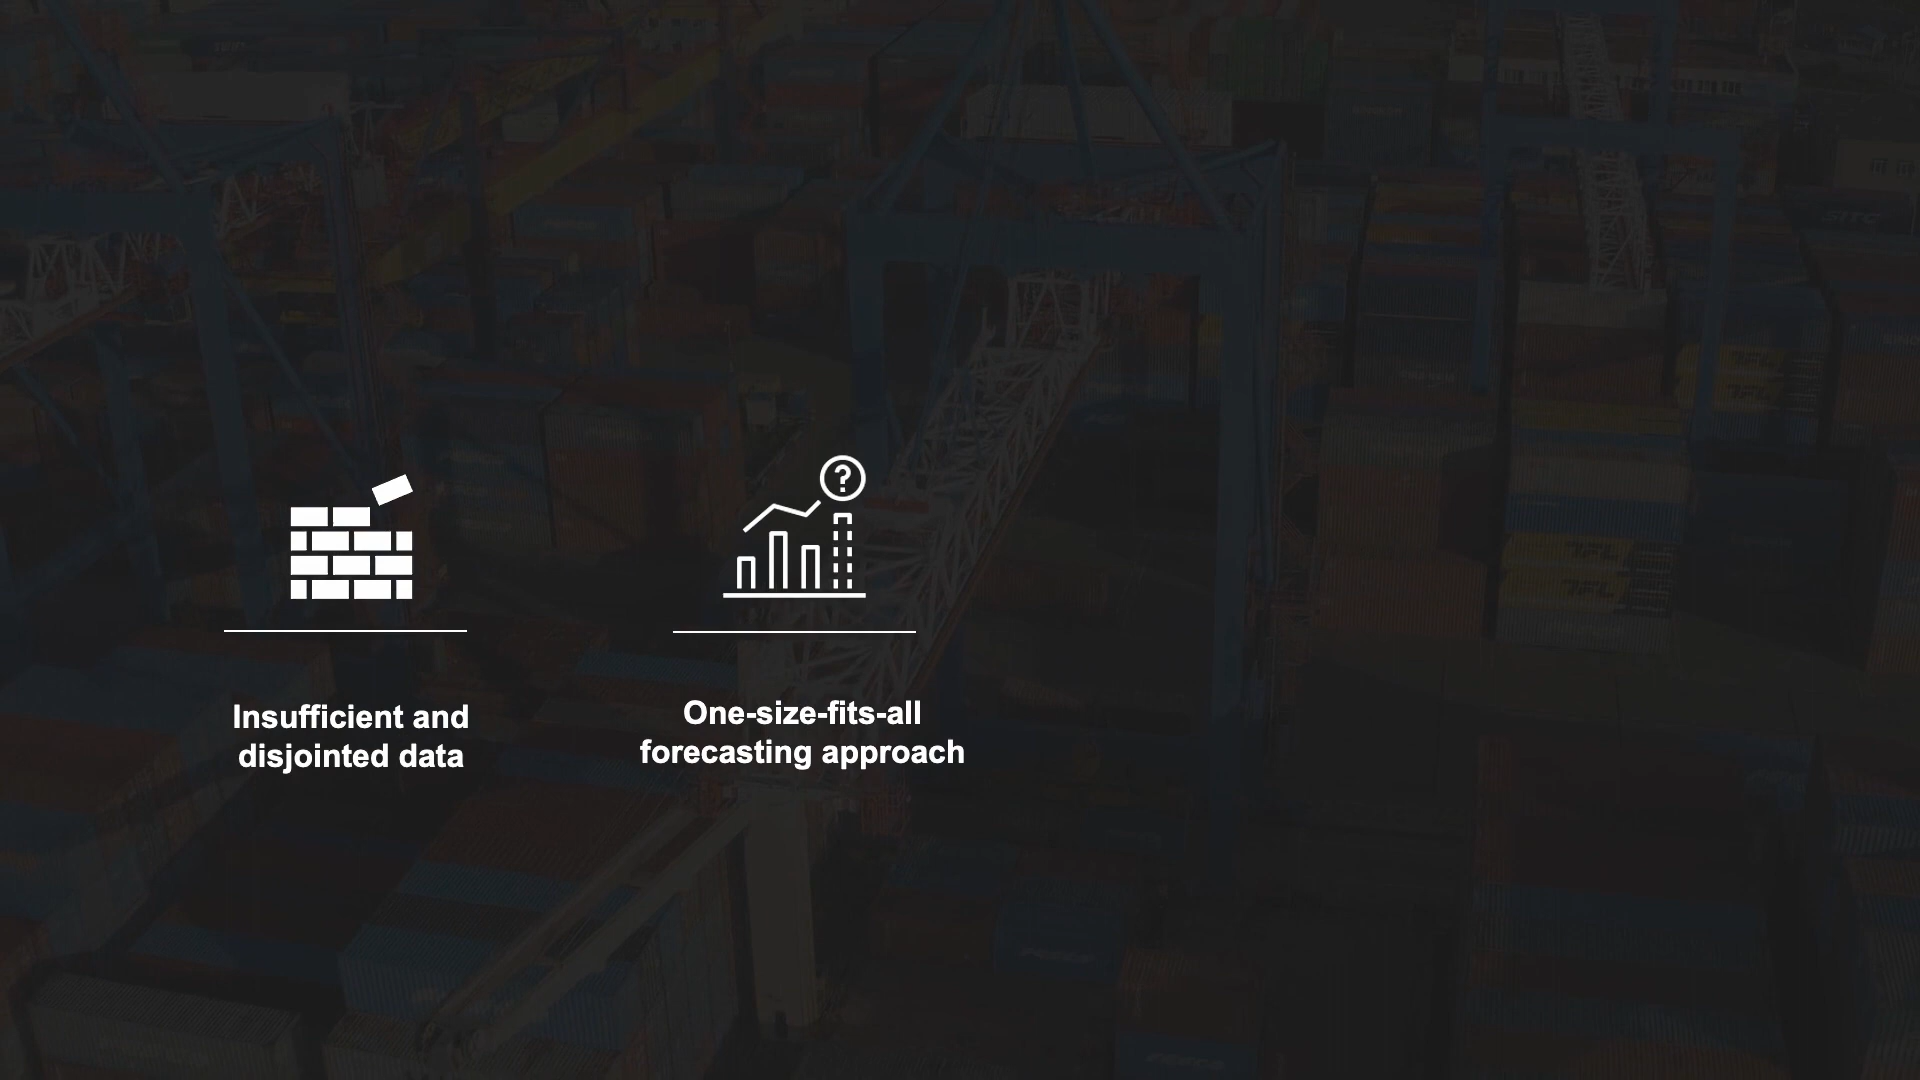 ?
Insufficient and
disjointed data
One-size-fits-all
forecasting approach